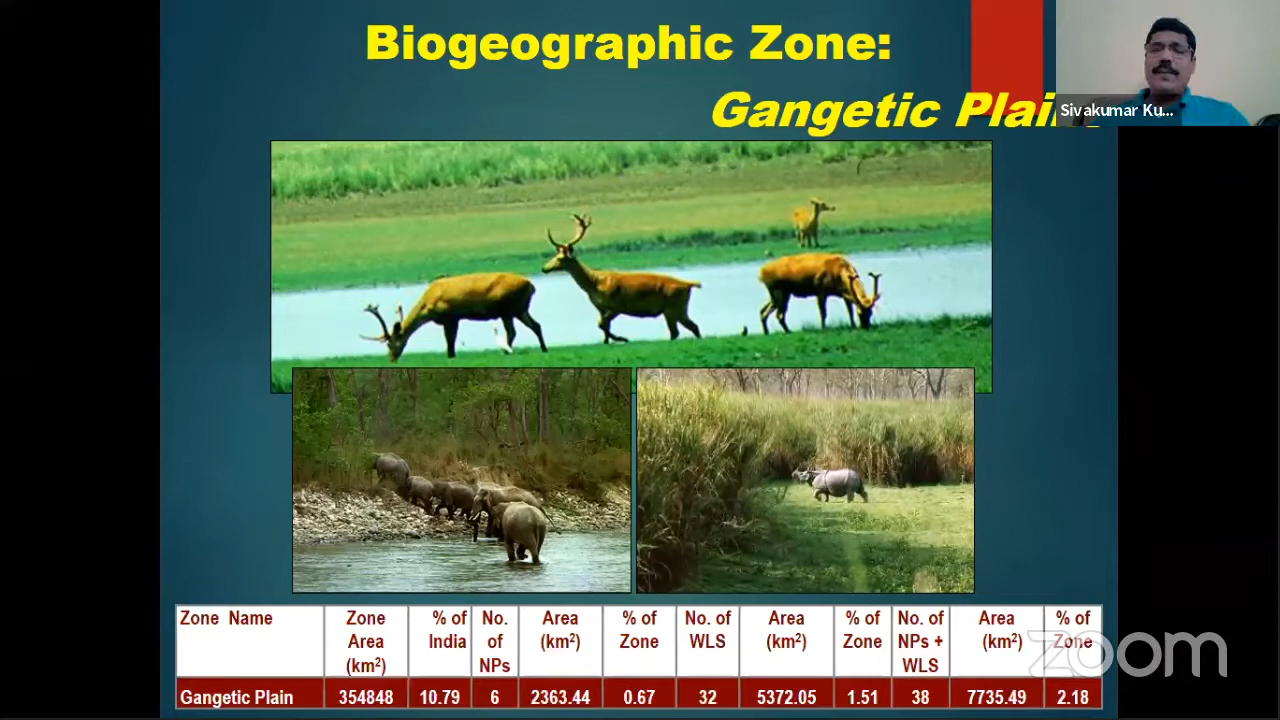 Biogeographic Zone:
Gangetic
Sivakumar Ku...
Zone Name Zone Area (km²) % of India No. of NPs Area (km²) % of Zone No. of WLS Area (km²) % of Zone No. of NPs + WLS Area (km²) % of Zone
Gangetic Plain 354848 10.79 6 2363.44 0.67 32 5372.05 1.51 38 7735.49 2.18
zoom